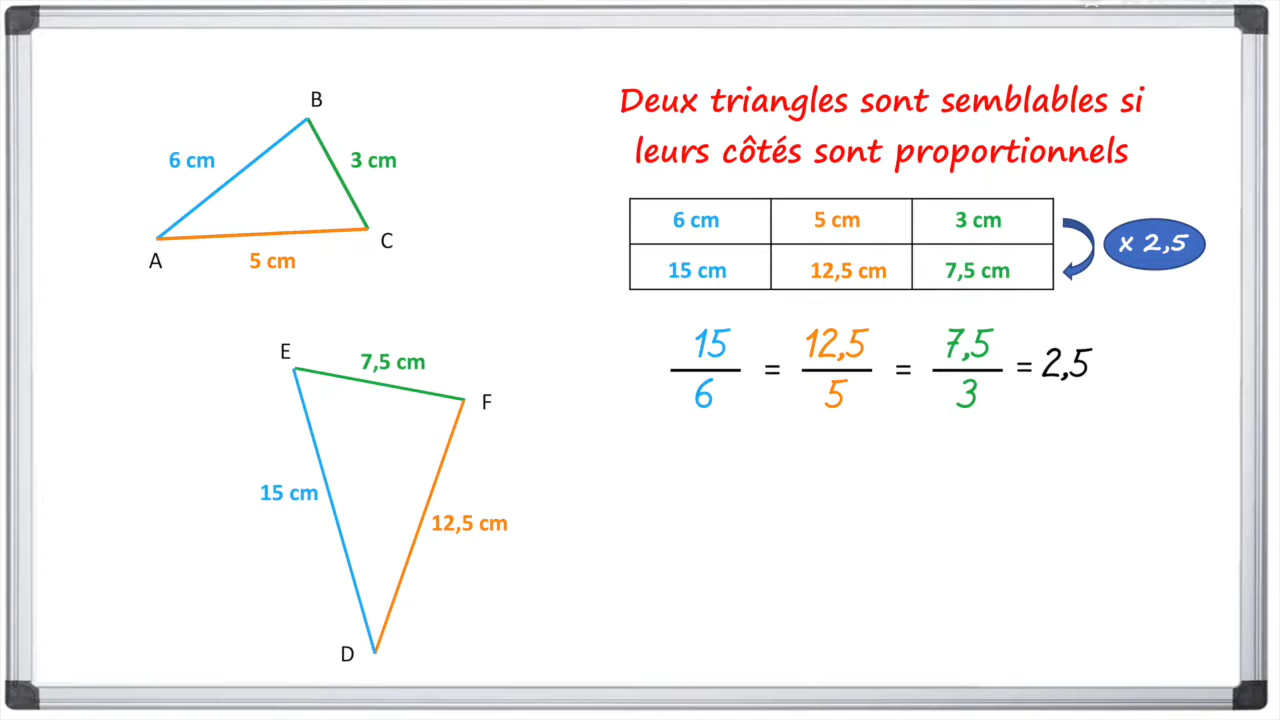 Deux triangles sont semblables si
leurs côtés sont proportionnels
B
6 cm
3 cm
A
5 cm
C
6 cm 5 cm 3 cm
15 cm 12,5 cm 7,5 cm
x 2,5
15/6 = 12,5/5 = 7,5/3 = 2,5
E
7,5 cm
F
15 cm
12,5 cm
D